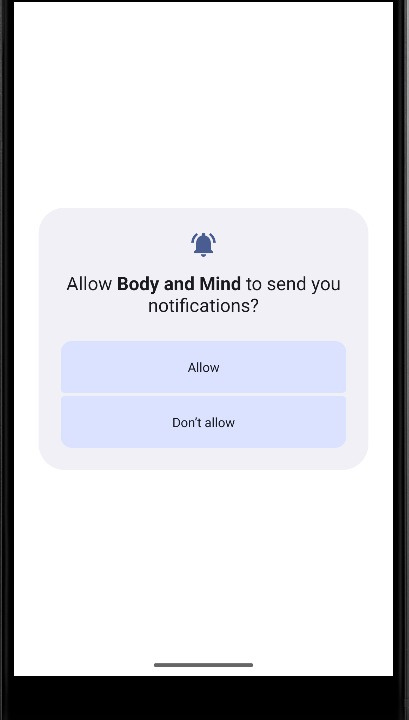 Allow Body and Mind to send you
notifications?
Allow
Don't allow